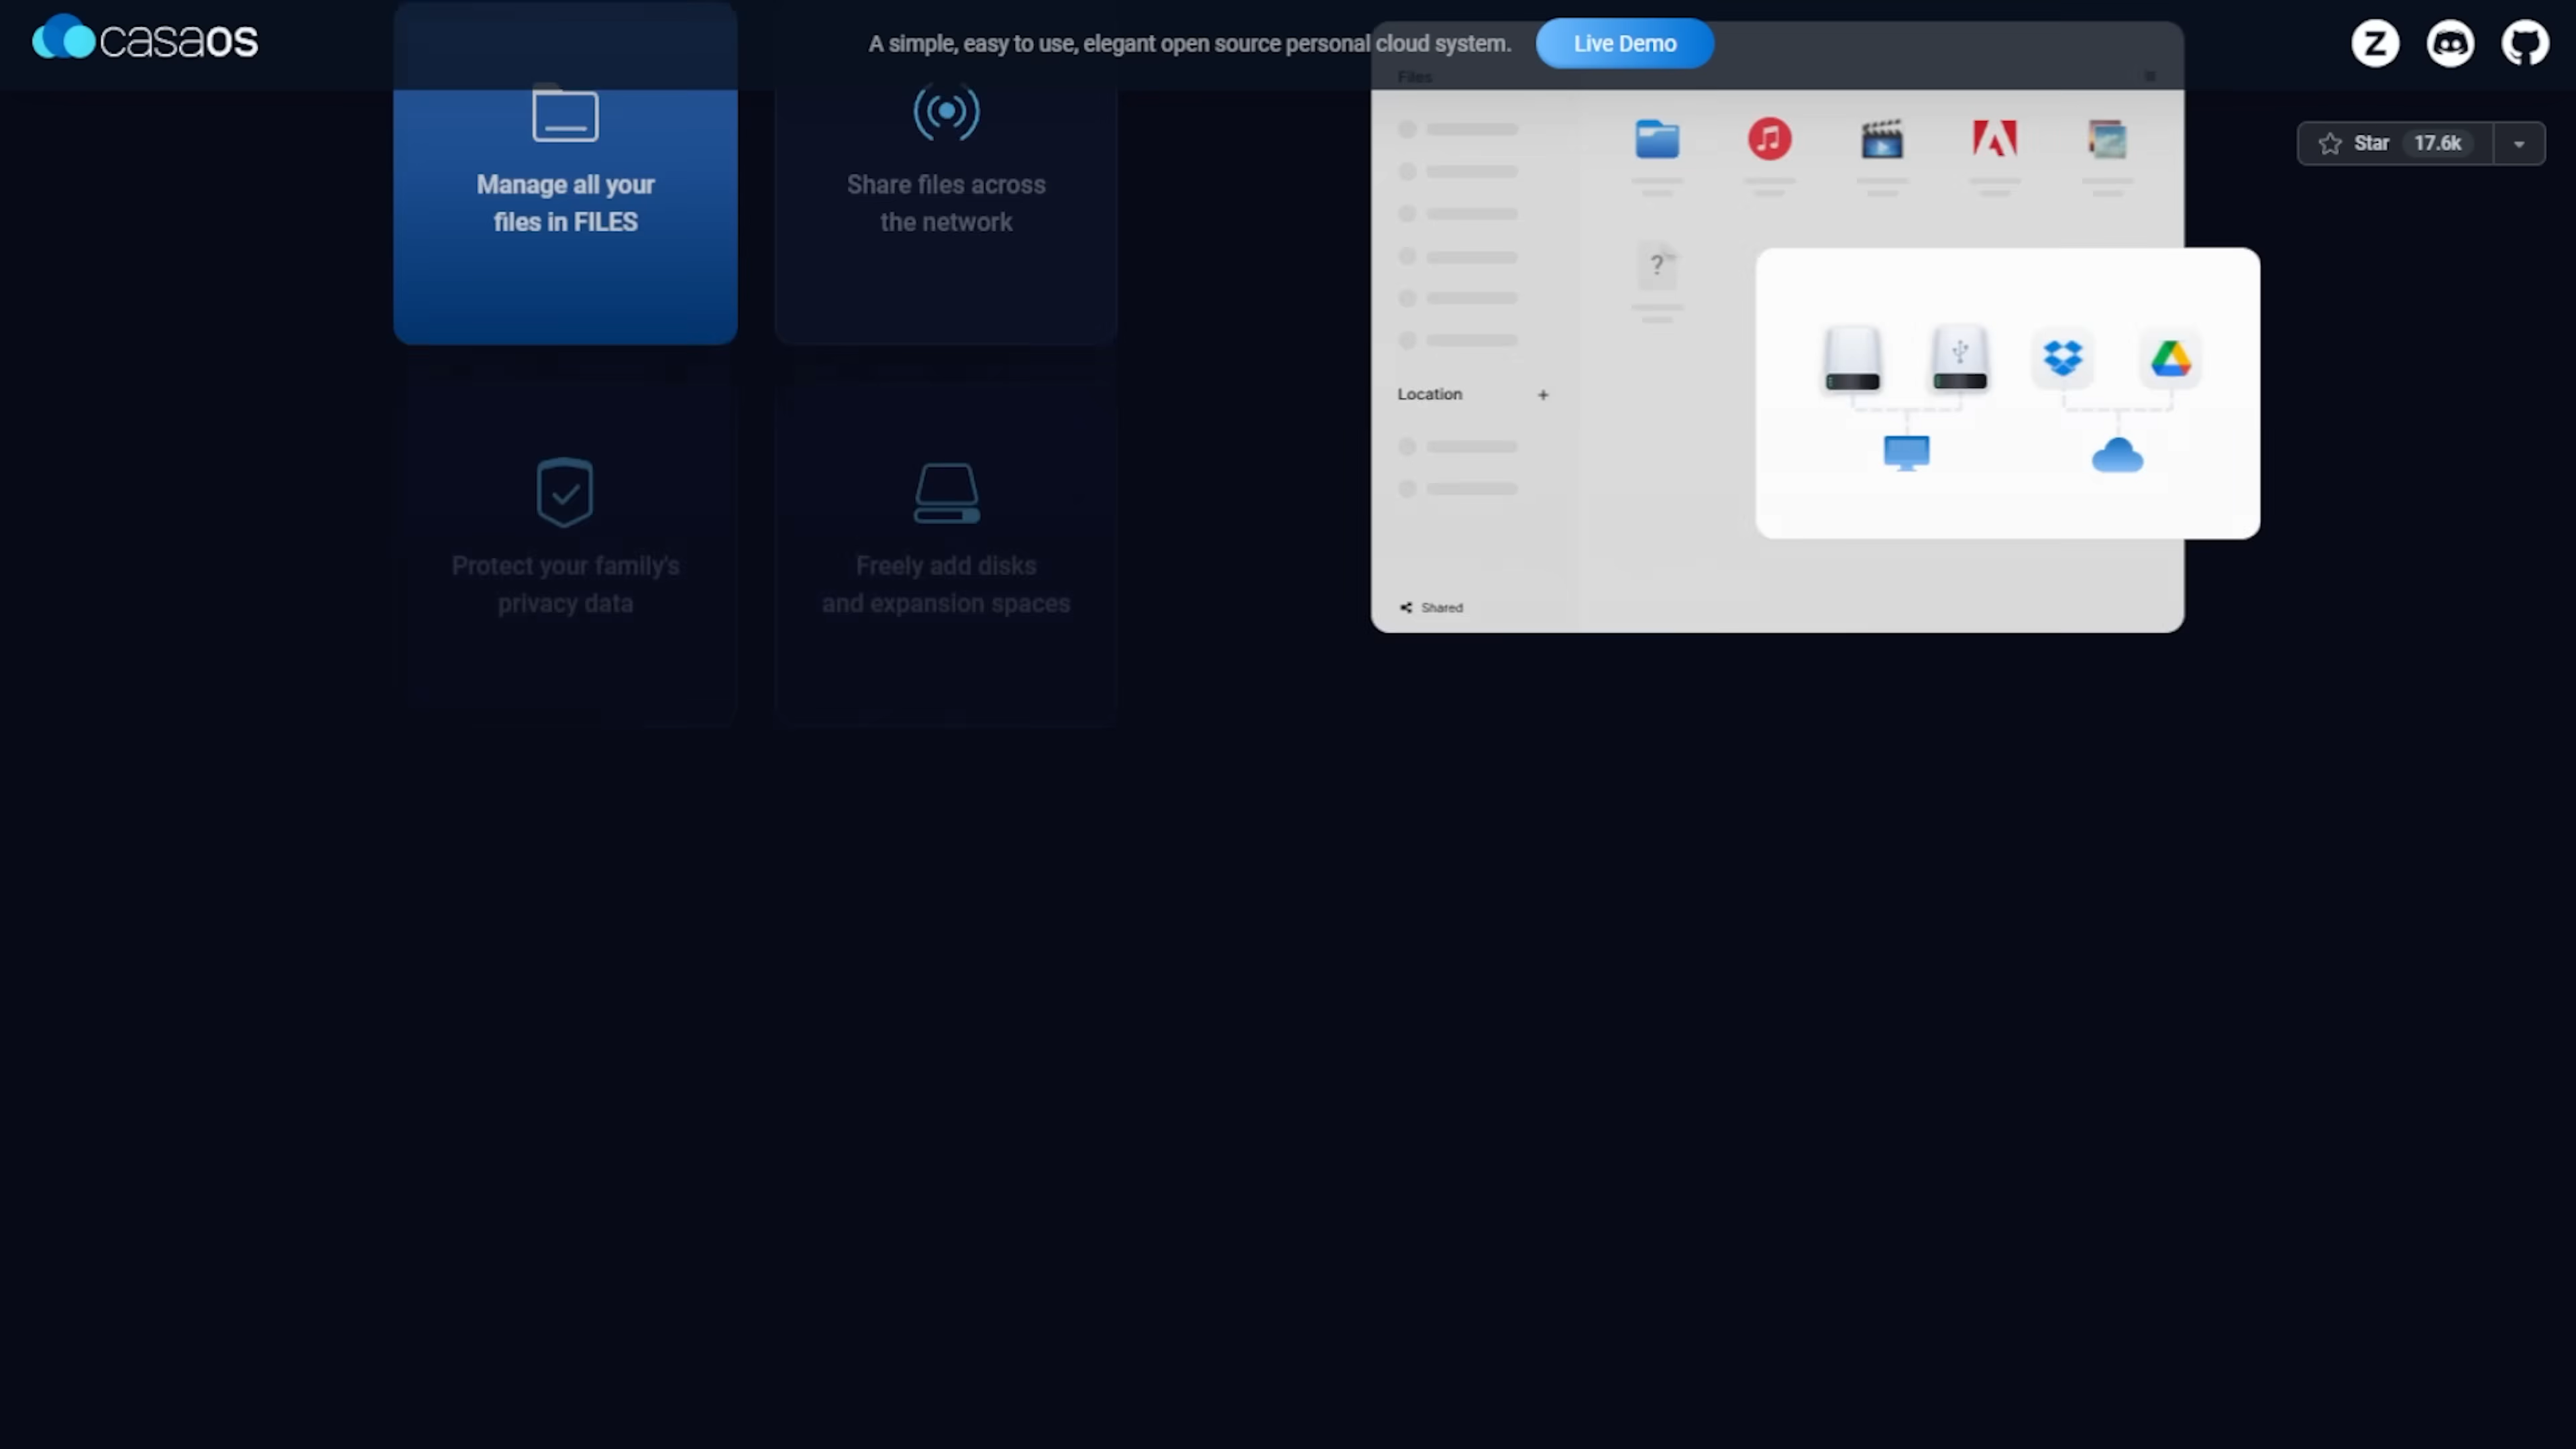 casaos
A simple, easy to use, elegant open source personal cloud system.
Live Demo
Z
Star 17.6k
Manage all your
files in FILES
Share files across
the network
Protect your family's
privacy data
Freely add disks
and expansion spaces
Files
?
Location +
Shared